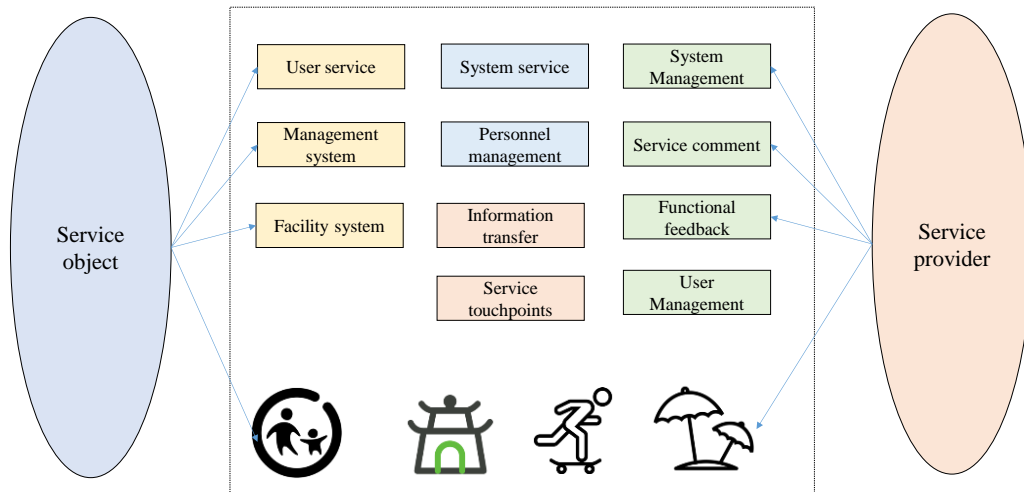 Service
object
User service
System service
System
Management
Management
system
Personnel
management
Service comment
Facility system
Information
transfer
Functional
feedback
Service
touchpoints
User
Management
Service
provider